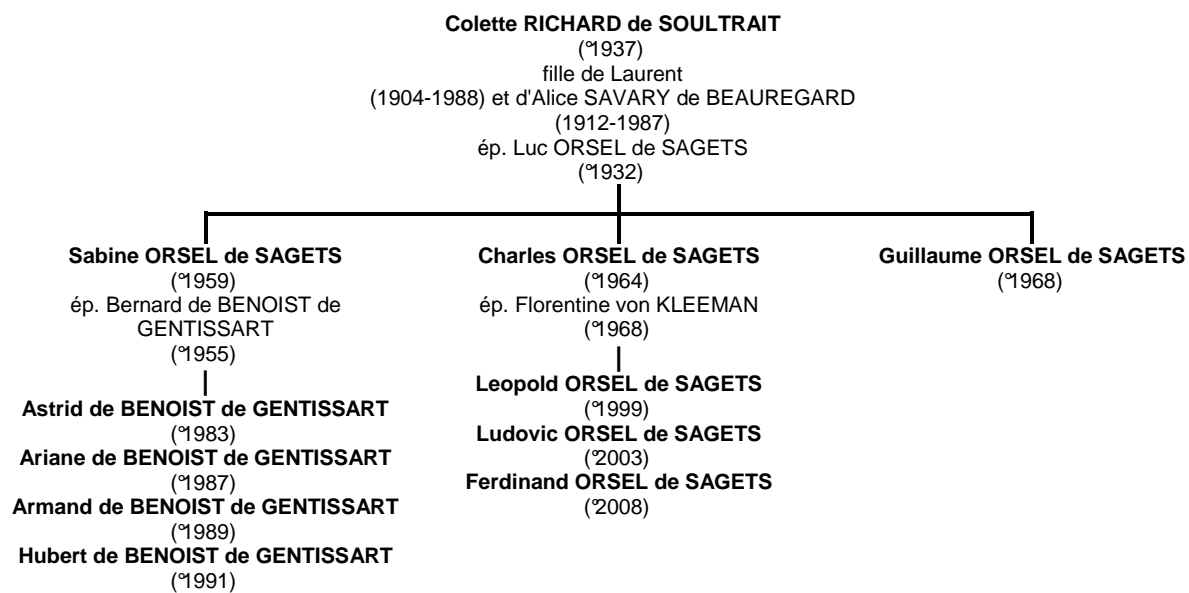 Colette RICHARD de SOULTRAIT
(°1937)
fille de Laurent
(1904-1988) et d'Alice SAVARY de BEAUREGARD
(1912-1987)
ép. Luc ORSEL de SAGETS
(°1932)
Sabine ORSEL de SAGETS
(°1959)
ép. Bernard de BENOIST de
GENTISSART
(°1955)
Astrid de BENOIST de GENTISSART
(°1983)
Ariane de BENOIST de GENTISSART
(°1987)
Armand de BENOIST de GENTISSART
(°1989)
Hubert de BENOIST de GENTISSART
(°1991)
Charles ORSEL de SAGETS
(°1964)
ép. Florentine von KLEEMAN
(°1968)
Leopold ORSEL de SAGETS
(°1999)
Ludovic ORSEL de SAGETS
(°2003)
Ferdinand ORSEL de SAGETS
(°2008)
Guillaume ORSEL de SAGETS
(°1968)